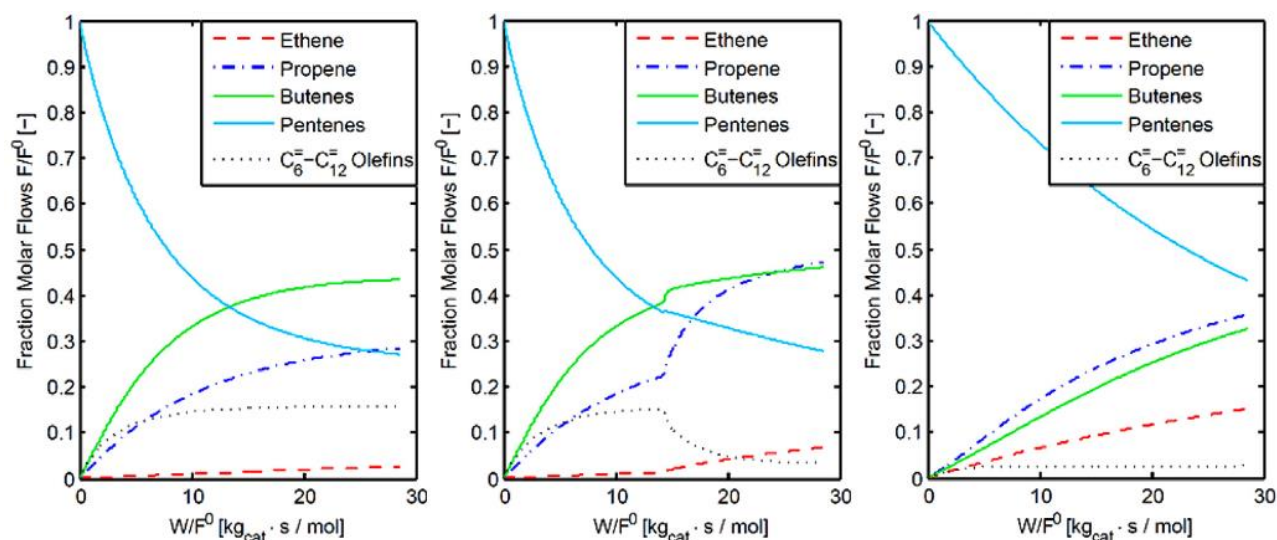 Fraction Molar Flows F/F⁰ [−]
1
0.9
0.8
0.7
0.6
0.5
0.4
0.3
0.2
0.1
0
0 10 20 30
W/F⁰ [kg_cat · s / mol]
Ethene
Propene
Butenes
Pentenes
C₆⁼−C₁₂⁼ Olefins
Fraction Molar Flows F/F⁰ [−]
1
0.9
0.8
0.7
0.6
0.5
0.4
0.3
0.2
0.1
0
0 10 20 30
W/F⁰ [kg_cat · s / mol]
Ethene
Propene
Butenes
Pentenes
C₆⁼−C₁₂⁼ Olefins
Fraction Molar Flows F/F⁰ [−]
1
0.9
0.8
0.7
0.6
0.5
0.4
0.3
0.2
0.1
0
0 10 20 30
W/F⁰ [kg_cat · s / mol]
Ethene
Propene
Butenes
Pentenes
C₆⁼−C₁₂⁼ Olefins